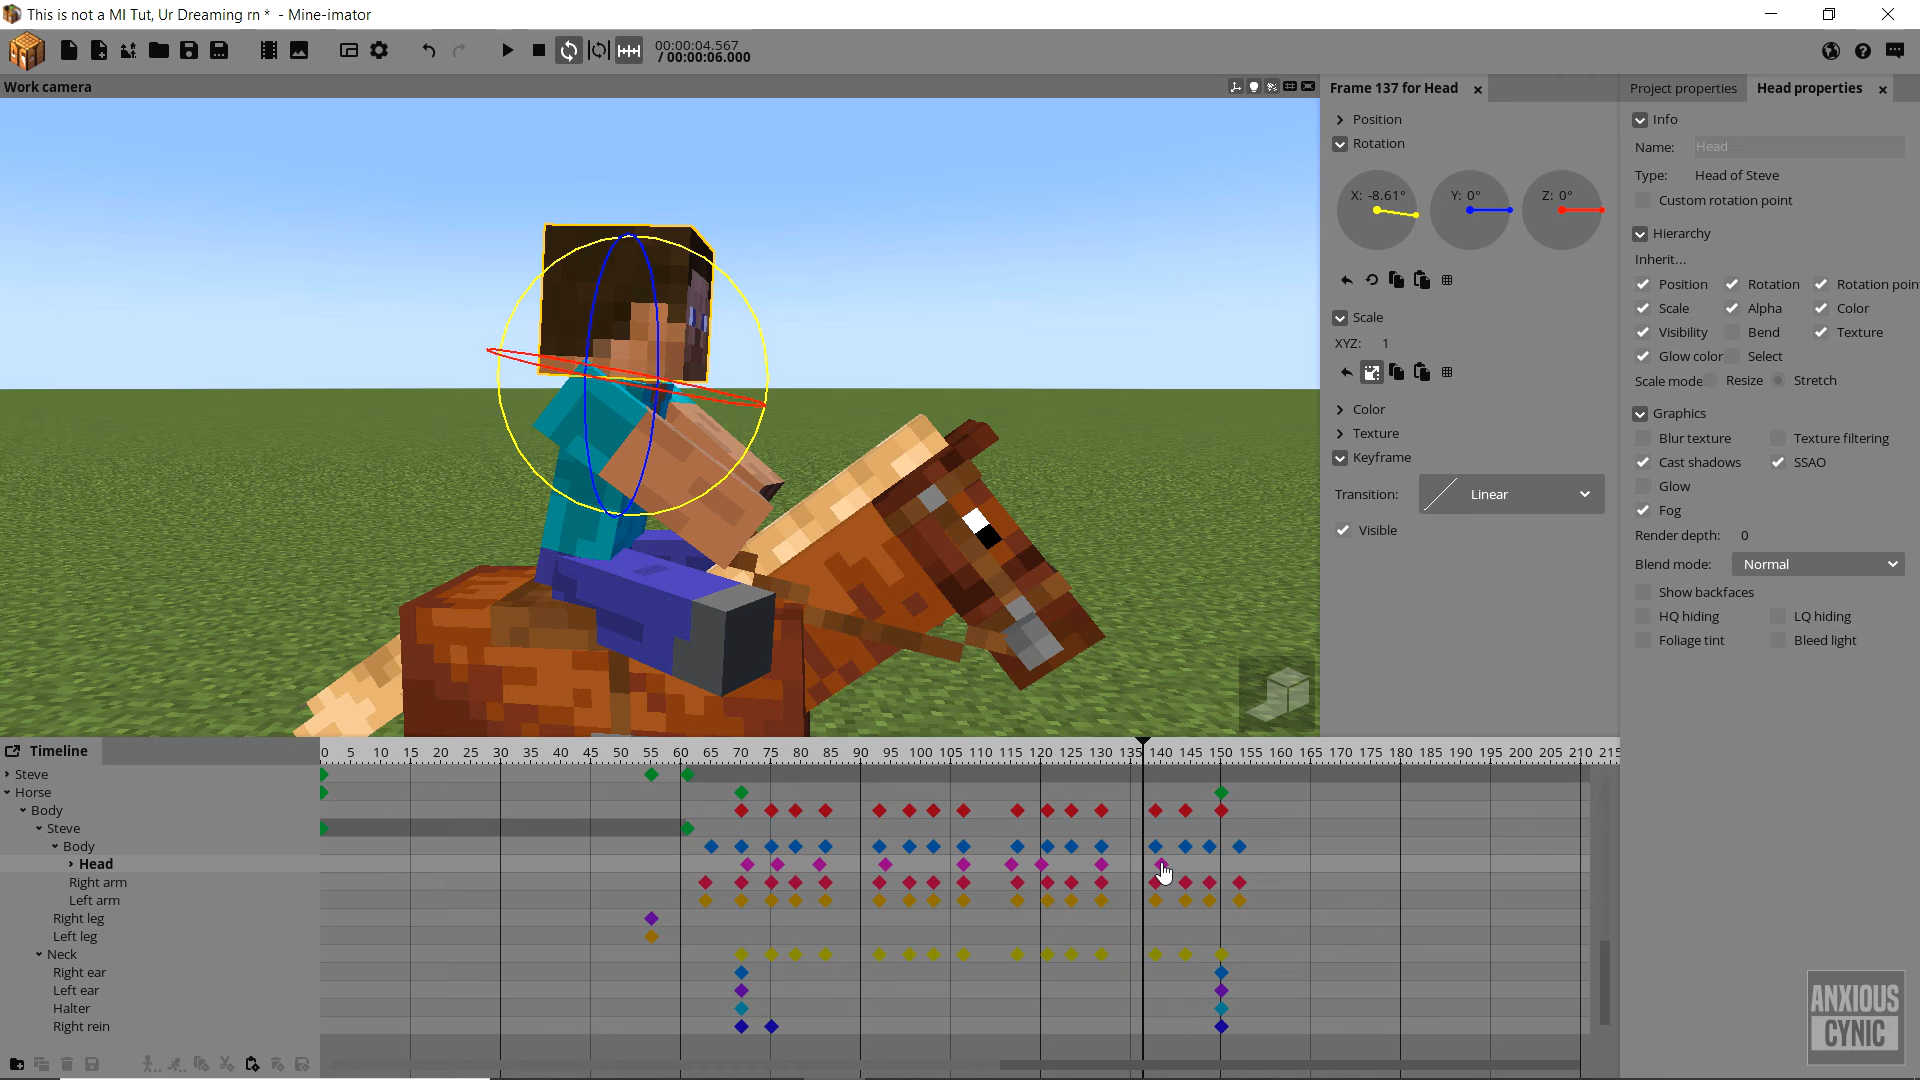 This is not a MI Tut, Ur Dreaming rn * - Mine-imator
00:00:04.567
/ 00:00:06.000
Work camera
Frame 137 for Head ×
Position
Rotation
X: -8.61° Y: 0° Z: 0°
Scale
XYZ: 1
Color
Texture
Keyframe
Transition: Linear
Visible
Project properties Head properties ×
Info
Name: Head
Type: Head of Steve
Custom rotation point
Hierarchy
Inherit...
Position Rotation Rotation poin
Scale Alpha Color
Visibility Bend Texture
Glow color Select
Scale mode Resize Stretch
Graphics
Blur texture Texture filtering
Cast shadows SSAO
Glow
Fog
Render depth: 0
Blend mode: Normal
Show backfaces
HQ hiding LQ hiding
Foliage tint Bleed light
Timeline
0 5 10 15 20 25 30 35 40 45 50 55 60 65 70 75 80 85 90 95 100 105 110 115 120 125 130 135 140 145 150 155 160 165 170 175 180 185 190 195 200 205 210 215
Steve
Horse
Body
Steve
Body
Head
Right arm
Left arm
Right leg
Left leg
Neck
Right ear
Left ear
Halter
Right rein
ANXIOUS
CYNIC